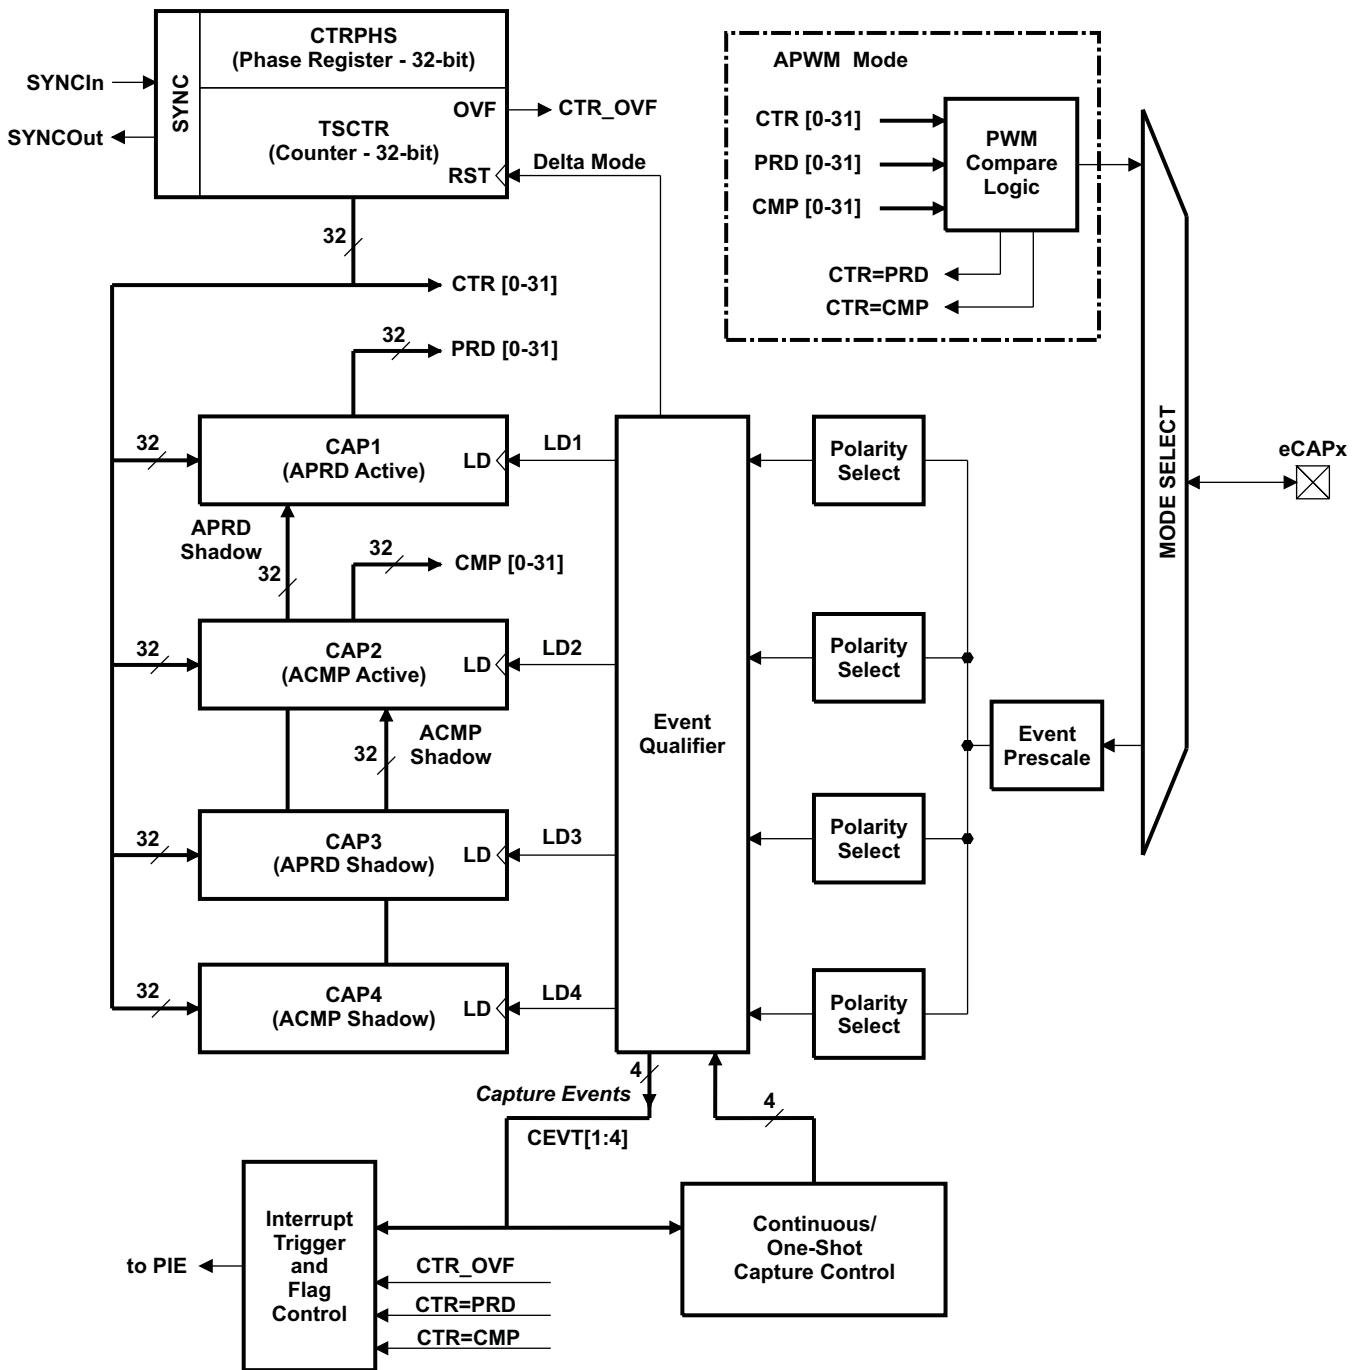 CTRPHS
(Phase Register - 32-bit)
SYNC
SYNCIn
SYNCOut
OVF
CTR_OVF
TSCTR
(Counter - 32-bit)
RST
Delta Mode
32
CTR [0-31]
32
PRD [0-31]
APWM Mode
CTR [0-31]
PRD [0-31]
CMP [0-31]
PWM
Compare
Logic
CTR=PRD
CTR=CMP
MODE SELECT
eCAPx
32
CAP1
(APRD Active)
LD
LD1
Polarity
Select
APRD
Shadow
32
32
CMP [0-31]
32
CAP2
(ACMP Active)
LD
LD2
Polarity
Select
ACMP
Shadow
32
Event
Qualifier
Event
Prescale
32
CAP3
(APRD Shadow)
LD
LD3
Polarity
Select
32
CAP4
(ACMP Shadow)
LD
LD4
Polarity
Select
4
Capture Events
CEVT[1:4]
4
Interrupt
Trigger
and
Flag
Control
to PIE
CTR_OVF
CTR=PRD
CTR=CMP
Continuous/
One-Shot
Capture Control